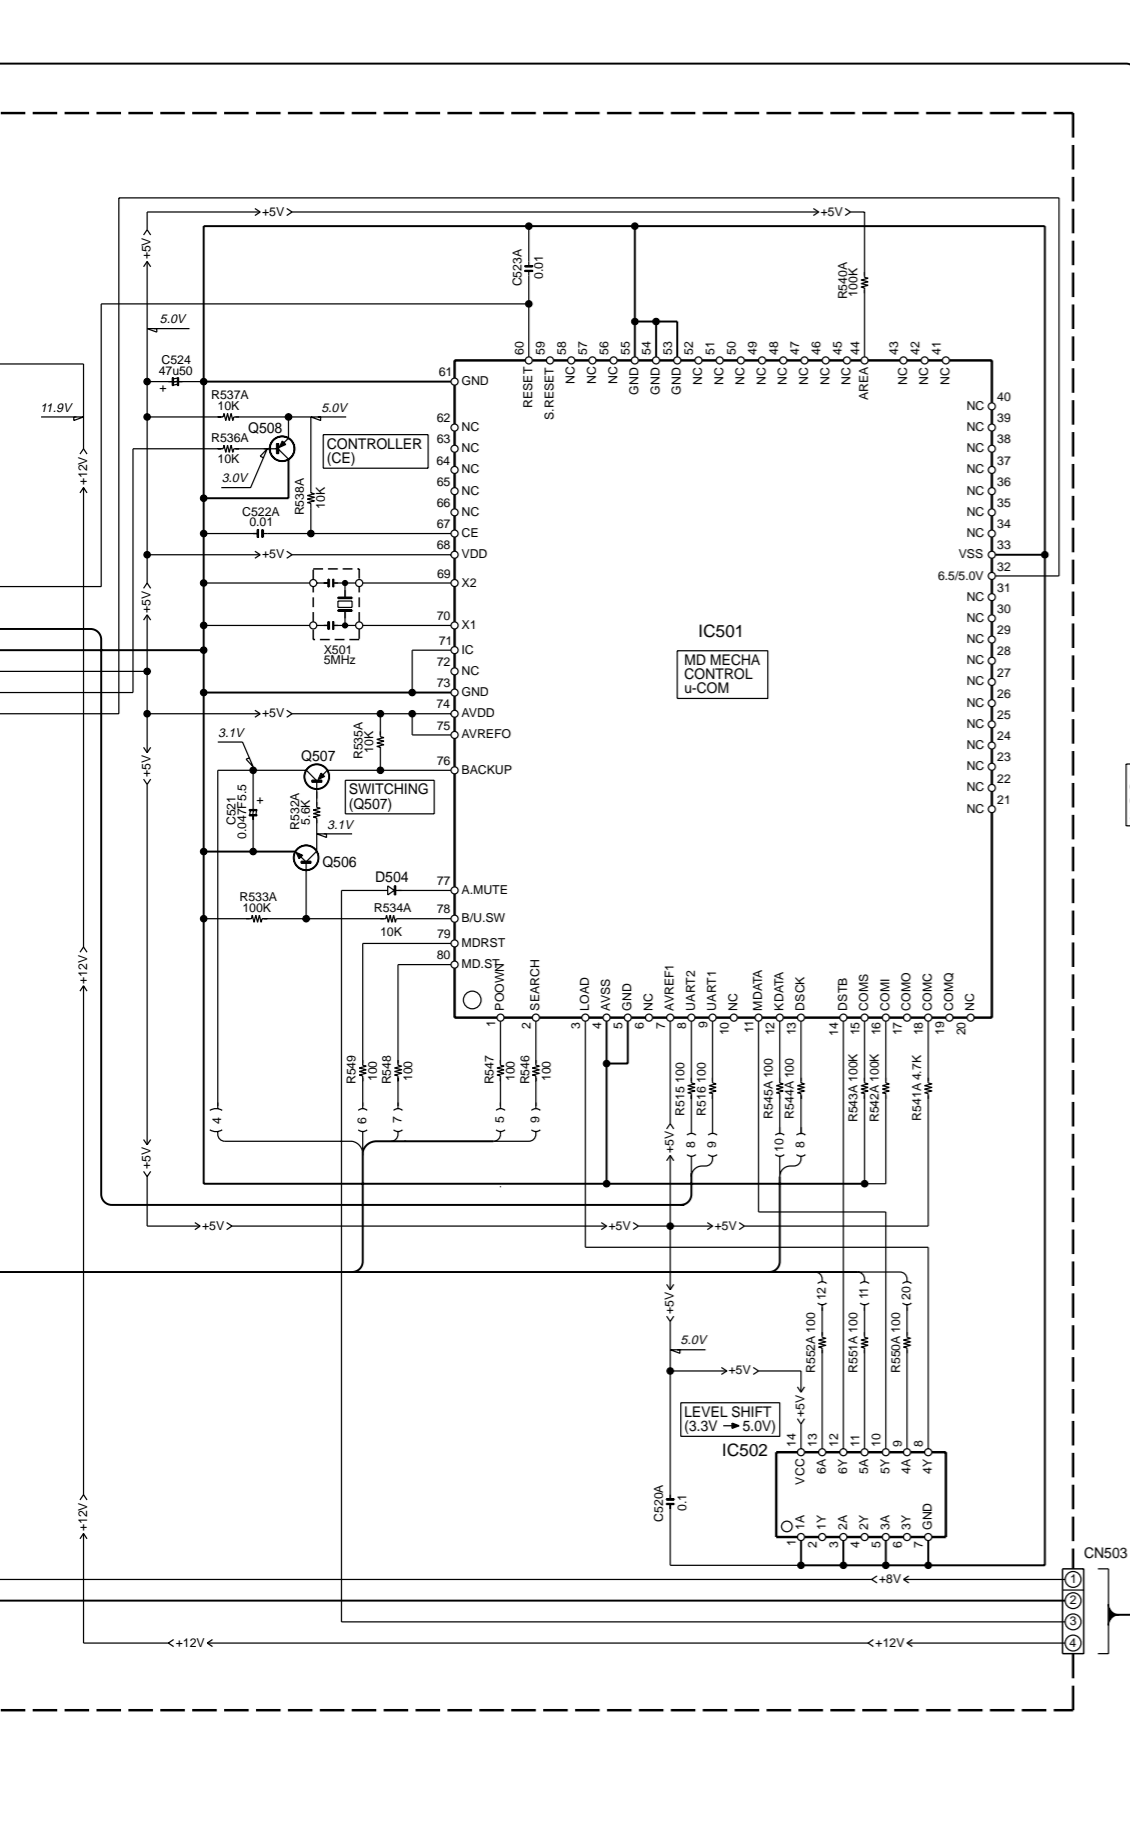 +5V
+5V
+5V
C523A
0.01
R540A
100K
5.0V
C524
47u50
+
11.9V
+12V
R537A
10K
5.0V
Q508
R536A
10K
3.0V
CONTROLLER
(CE)
R538A
10K
C522A
0.01
+5V
+5V
X501
5MHz
+5V
3.1V
R535A
10K
+5V
Q507
SWITCHING
(Q507)
C521
0.047F5.5
+
R532A
5.6K
3.1V
Q506
D504
R533A
100K
R534A
10K
+12V
60
59
58
57
56
55
54
53
52
51
50
49
48
47
46
45
44
43
42
41
RESET
S.RESET
NC
NC
NC
GND
GND
GND
NC
NC
NC
NC
NC
NC
NC
NC
AREA
NC
NC
NC
61 GND
62 NC
63 NC
64 NC
65 NC
66 NC
67 CE
68 VDD
69 X2
70 X1
71 IC
72 NC
73 GND
74 AVDD
75 AVREFO
76 BACKUP
77 A.MUTE
78 B/U.SW
79 MDRST
80 MD.ST
NC 40
NC 39
NC 38
NC 37
NC 36
NC 35
NC 34
VSS 33
6.5/5.0V 32
NC 31
NC 30
NC 29
NC 28
NC 27
NC 26
NC 25
NC 24
NC 23
NC 22
NC 21
IC501
MD MECHA
CONTROL
u-COM
POOWN
SEARCH
LOAD
AVSS
GND
NC
AVREF1
UART2
UART1
NC
MDATA
KDATA
DSCK
DSTB
COMS
COMI
COMO
COMC
COMQ
NC
1
2
3
4
5
6
7
8
9
10
11
12
13
14
15
16
17
18
19
20
R549
100
R548
100
R547
100
R546
100
R515 100
R516 100
R545A 100
R544A 100
R543A 100K
R542A 100K
R541A 4.7K
4
6
7
5
9
+5V
8
9
10
8
+5V
+5V
+5V
+5V
+5V
12
11
20
5.0V
R552A 100
R551A 100
R550A 100
+5V
+5V
LEVEL SHIFT
(3.3V → 5.0V)
IC502
14
13
12
11
10
9
8
VCC
6A
6Y
5A
5Y
4A
4Y
C520A
0.1
+12V
1A
1Y
2A
2Y
3A
3Y
GND
1
2
3
4
5
6
7
CN503
+8V
1
2
3
+12V
+12V
4